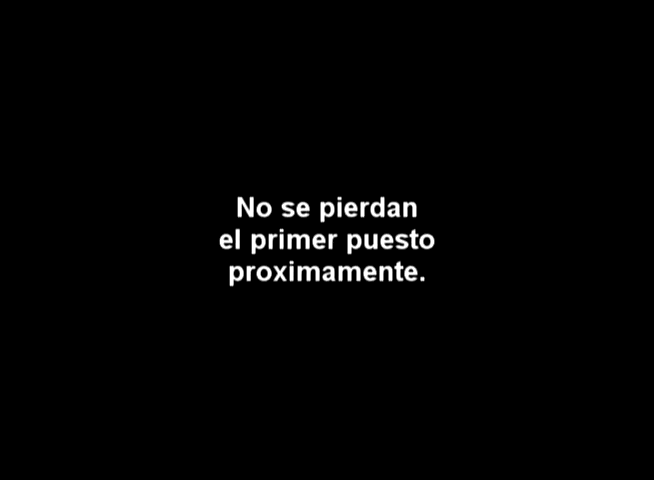 No se pierdan
el primer puesto
proximamente.